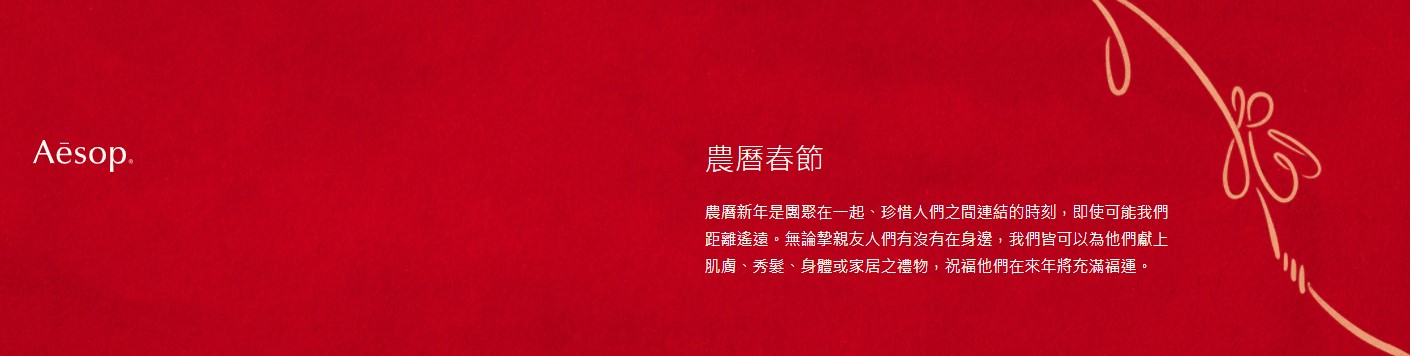 Aēsop®
農曆春節
農曆新年是團聚在一起、珍惜人們之間連結的時刻，即使可能我們
距離遙遠。無論摯親友人們有沒有在身邊，我們皆可以為他們獻上
肌膚、秀髮、身體或家居之禮物，祝福他們在來年將充滿福運。